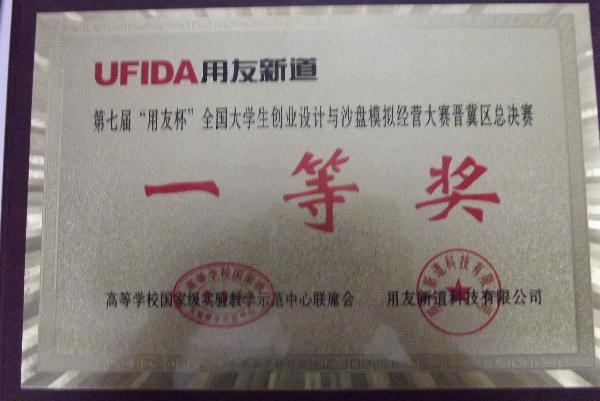 UFIDA用友新道
第七届“用友杯”全国大学生创业设计与沙盘模拟经营大赛晋冀区总决赛
一等奖
高等学校国家级实验教学示范中心联席会 用友新道科技有限公司